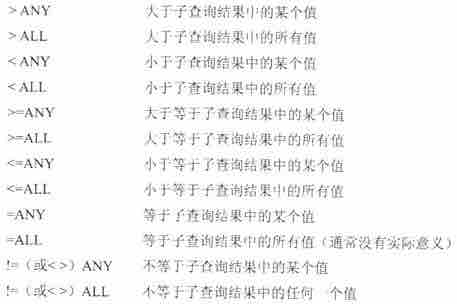 > ANY 大于子查询结果中的某个值
> ALL 大于子查询结果中的所有值
< ANY 小于子查询结果中的某个值
< ALL 小于子查询结果中的所有值
>=ANY 大于等于子查询结果中的某个值
>=ALL 大于等于子查询结果中的所有值
<=ANY 小于等于子查询结果中的某个值
<=ALL 小于等于子查询结果中的所有值
=ANY 等于子查询结果中的某个值
=ALL 等于子查询结果中的所有值（通常没有实际意义）
!=（或< >）ANY 不等于子查询结果中的某个值
!=（或< >）ALL 不等于子查询结果中的任何一个值